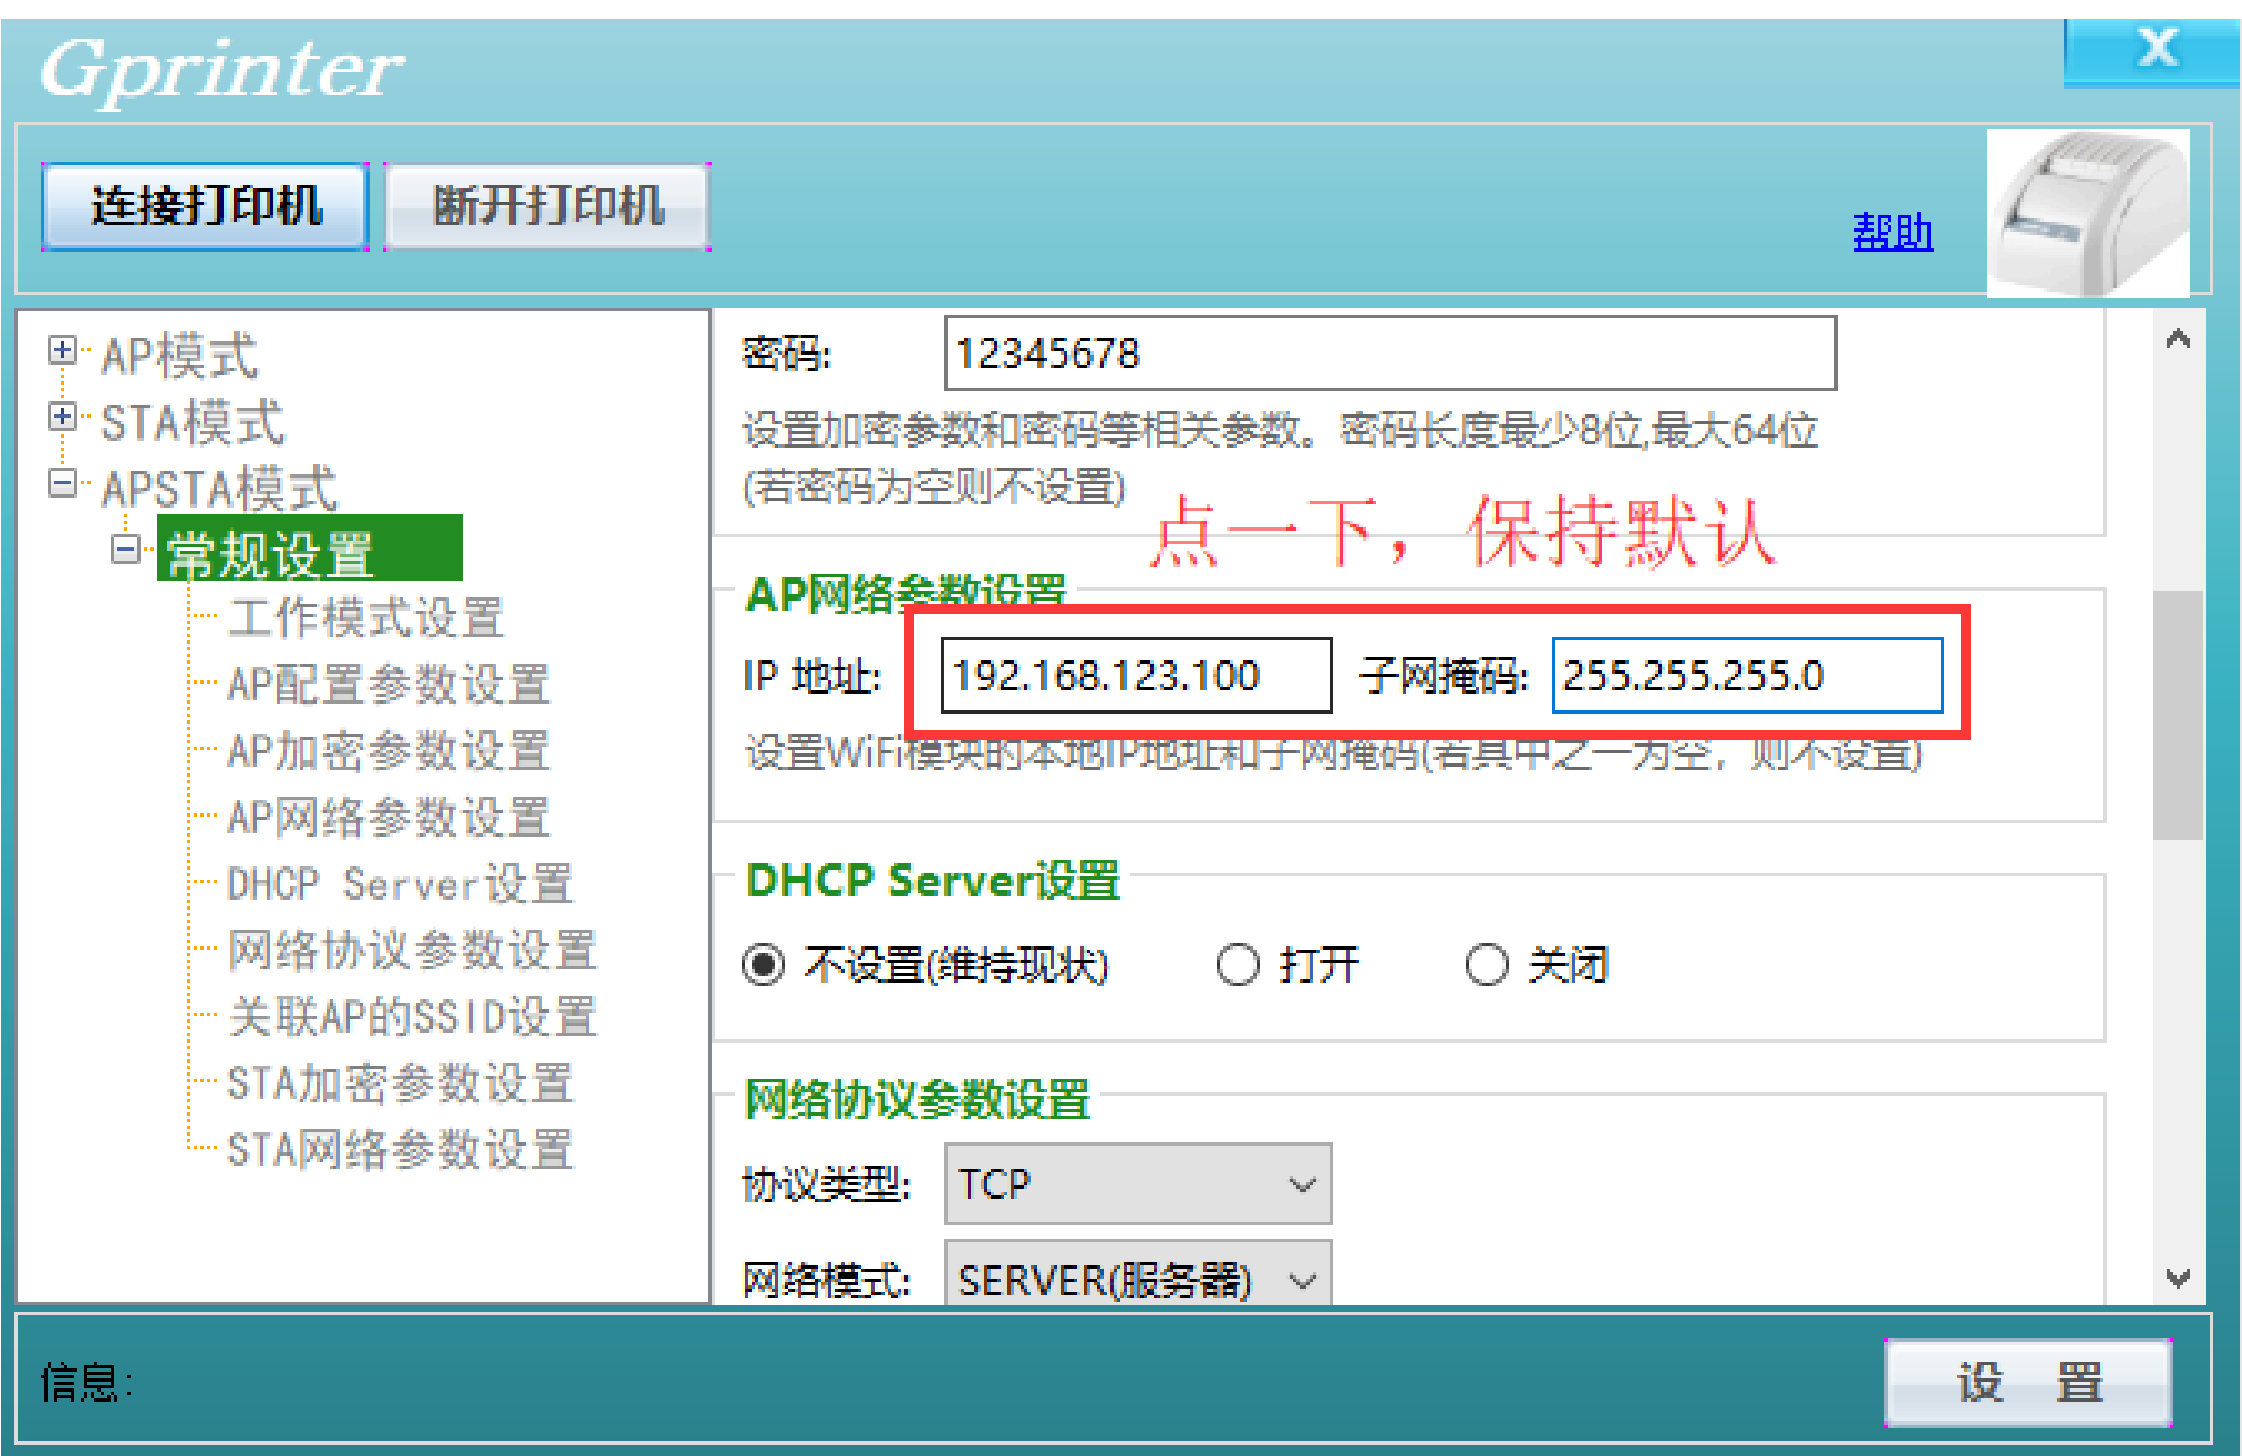 Gprinter
X
连接打印机
断开打印机
帮助
AP模式
STA模式
APSTA模式
常规设置
工作模式设置
AP配置参数设置
AP加密参数设置
AP网络参数设置
DHCP Server设置
网络协议参数设置
关联AP的SSID设置
STA加密参数设置
STA网络参数设置
密码: 12345678
设置加密参数和密码等相关参数。密码长度最少8位,最大64位
(若密码为空则不设置)
点一下，保持默认
AP网络参数设置
IP 地址: 192.168.123.100 子网掩码: 255.255.255.0
设置WiFi模块的本地IP地址和子网掩码(若其中之一为空，则不设置)
DHCP Server设置
不设置(维持现状) 打开 关闭
网络协议参数设置
协议类型: TCP
网络模式: SERVER(服务器)
信息:
设 置